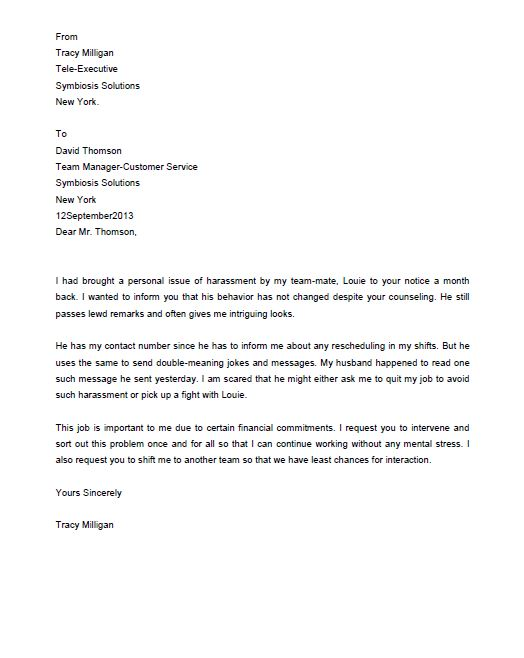 From
Tracy Milligan
Tele-Executive
Symbiosis Solutions
New York.
To
David Thomson
Team Manager-Customer Service
Symbiosis Solutions
New York
12September2013
Dear Mr. Thomson,
I had brought a personal issue of harassment by my team-mate, Louie to your notice a month
back. I wanted to inform you that his behavior has not changed despite your counseling. He still
passes lewd remarks and often gives me intriguing looks.
He has my contact number since he has to inform me about any rescheduling in my shifts. But he
uses the same to send double-meaning jokes and messages. My husband happened to read one
such message he sent yesterday. I am scared that he might either ask me to quit my job to avoid
such harassment or pick up a fight with Louie.
This job is important to me due to certain financial commitments. I request you to intervene and
sort out this problem once and for all so that I can continue working without any mental stress. I
also request you to shift me to another team so that we have least chances for interaction.
Yours Sincerely
Tracy Milligan